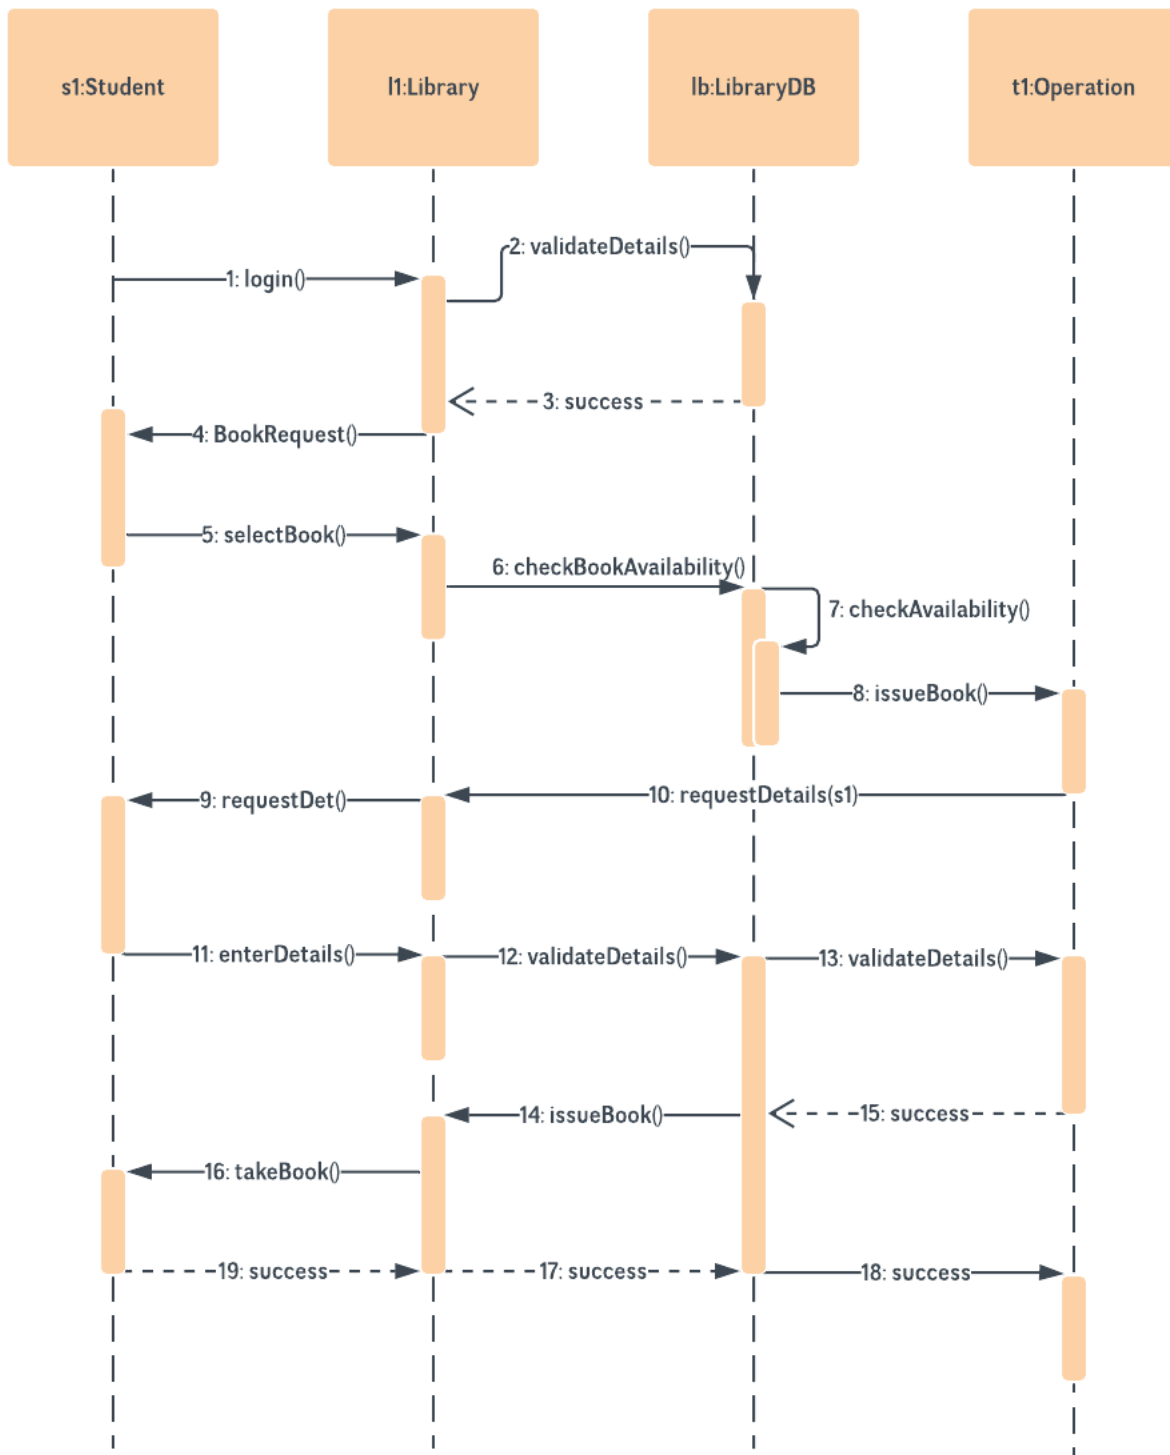 s1:Student
l1:Library
lb:LibraryDB
t1:Operation
2: validateDetails()
1: login()
3: success
4: BookRequest()
5: selectBook()
6: checkBookAvailability()
7: checkAvailability()
8: issueBook()
9: requestDet()
10: requestDetails(s1)
11: enterDetails()
12: validateDetails()
13: validateDetails()
14: issueBook()
15: success
16: takeBook()
19: success
17: success
18: success